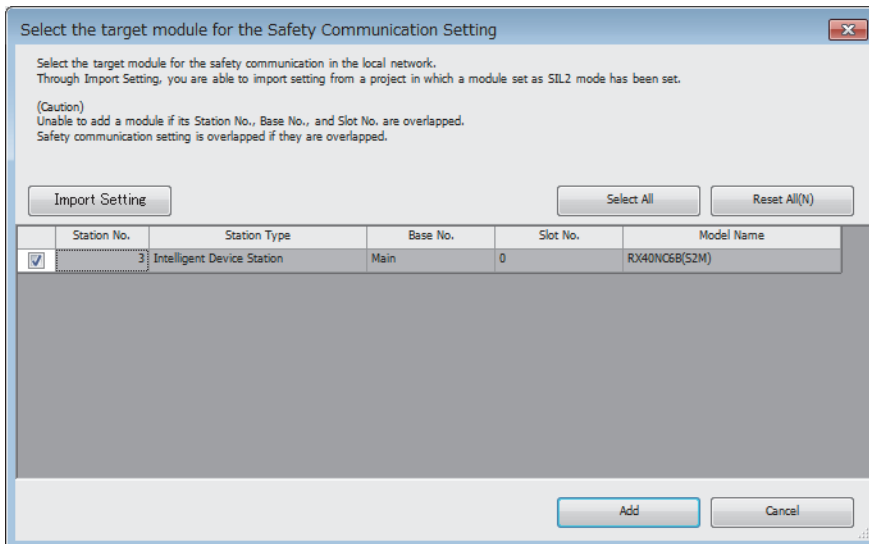 Select the target module for the Safety Communication Setting
Select the target module for the safety communication in the local network.
Through Import Setting, you are able to import setting from a project in which a module set as SIL2 mode has been set.
(Caution)
Unable to add a module if its Station No., Base No., and Slot No. are overlapped.
Safety communication setting is overlapped if they are overlapped.
Import Setting Select All Reset All(N)
Station No. Station Type Base No. Slot No. Model Name
3 Intelligent Device Station Main 0 RX40NC6B(S2M)
Add Cancel